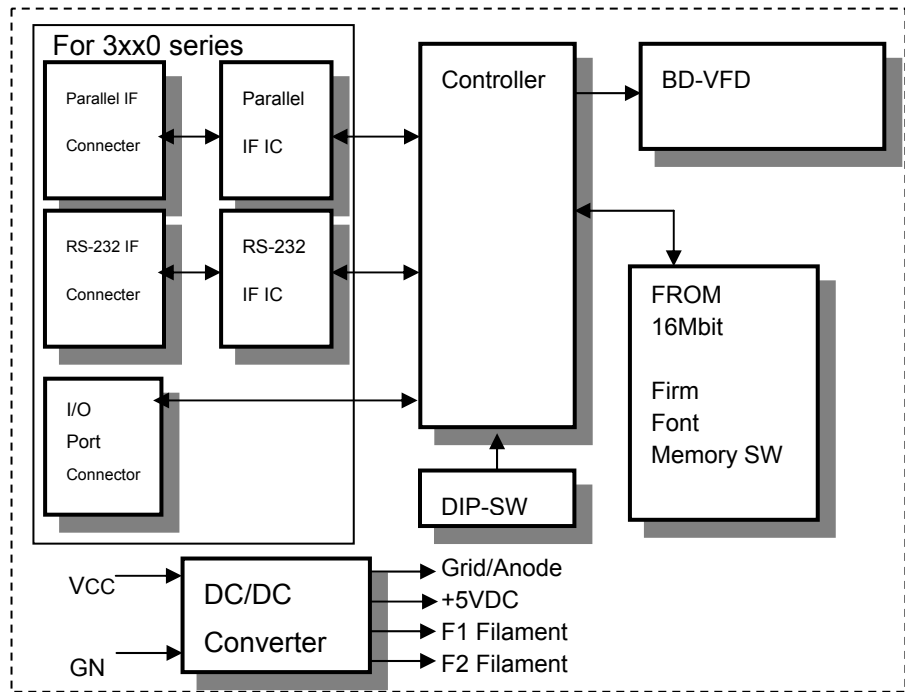 For 3xx0 series
Parallel IF
Connecter
Parallel
IF IC
Controller
BD-VFD
RS-232 IF
Connecter
RS-232
IF IC
FROM
16Mbit
Firm
Font
Memory SW
I/O
Port
Connector
DIP-SW
VCC
GN
DC/DC
Converter
Grid/Anode
+5VDC
F1 Filament
F2 Filament